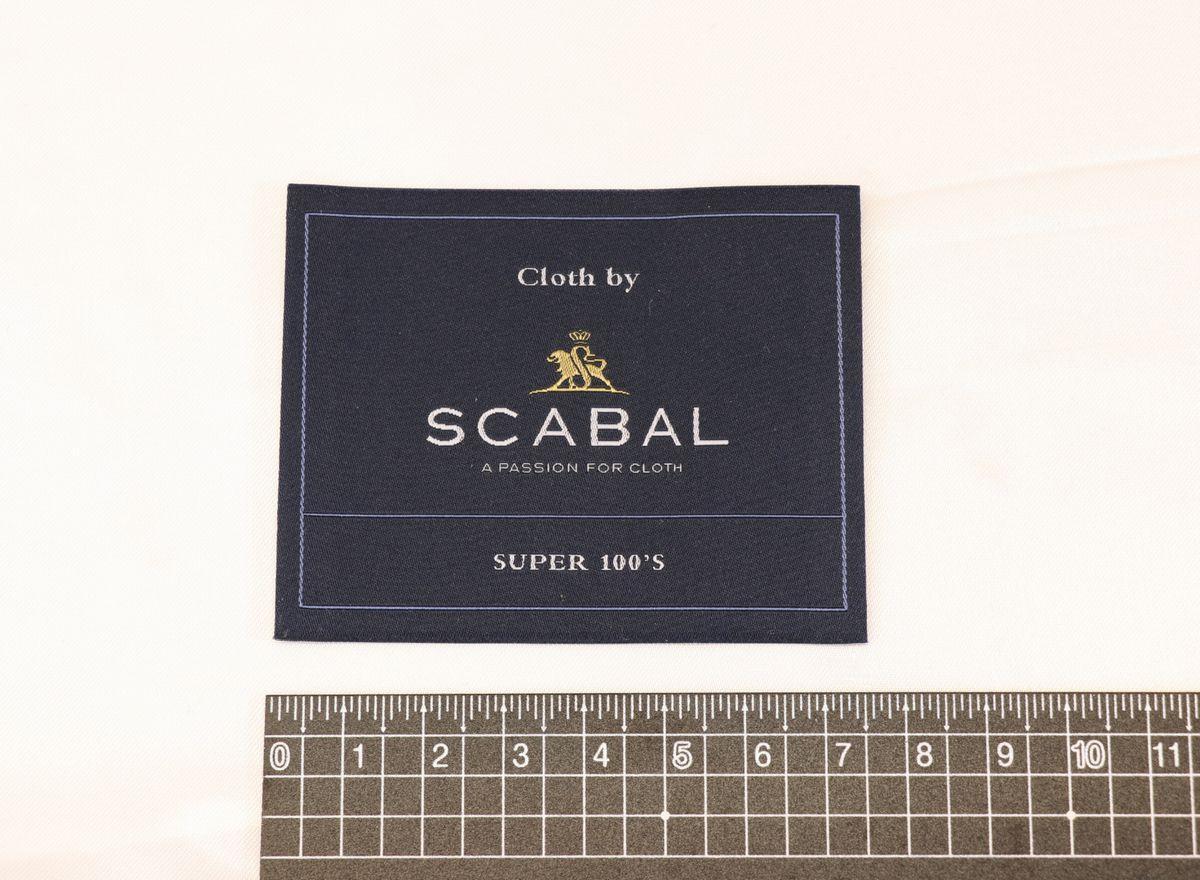 Cloth by
SCABAL
A PASSION FOR CLOTH
SUPER 100'S
0 1 2 3 4 5 6 7 8 9 10 11